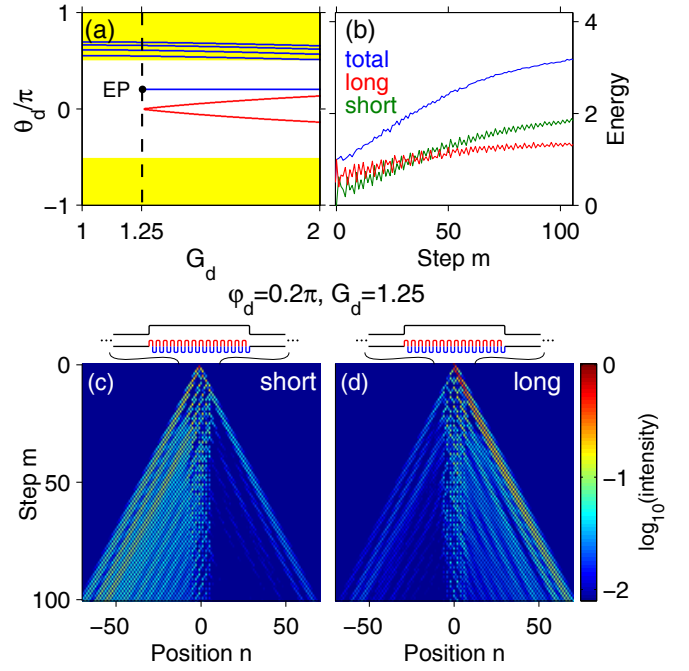 (a)
1
0
−1
θd/π
EP
1
1.25
2
Gd
(b)
total
long
short
4
2
0
Energy
0
50
100
Step m
φd=0.2π, Gd=1.25
...
...
...
...
(c)
short
0
50
100
Step m
−50
0
50
Position n
(d)
long
−50
0
50
Position n
0
−1
−2
log10(intensity)